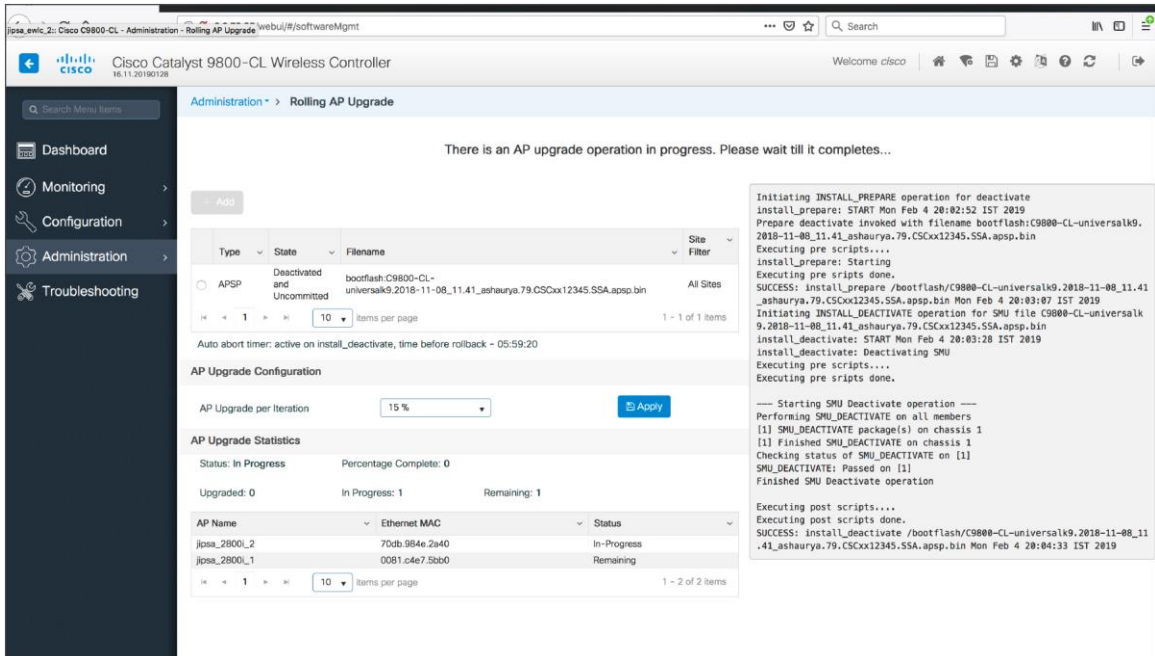 webui/#/softwareMgmt
Search
jipsa_ewlc_2:: Cisco C9800-CL - Administration - Rolling AP Upgrade
CISCO
Cisco Catalyst 9800-CL Wireless Controller
16.11.20190128
Welcome cisco
Search Menu Items
Dashboard
Monitoring
Configuration
Administration
Troubleshooting
Administration > Rolling AP Upgrade
There is an AP upgrade operation in progress. Please wait till it completes...
+ Add
Type State Filename Site Filter
APSP Deactivated and Uncommitted bootflash:C9800-CL-universalk9.2018-11-08_11.41_ashaurya.79.CSCxx12345.SSA.apsp.bin All Sites
1 10 items per page 1 - 1 of 1 items
Auto abort timer: active on install_deactivate, time before rollback - 05:59:20
AP Upgrade Configuration
AP Upgrade per Iteration 15 % Apply
AP Upgrade Statistics
Status: In Progress Percentage Complete: 0
Upgraded: 0 In Progress: 1 Remaining: 1
AP Name Ethernet MAC Status
jipsa_2800i_2 70db.984e.2a40 In-Progress
jipsa_2800i_1 0081.c4e7.5bb0 Remaining
1 10 items per page 1 - 2 of 2 items
Initiating INSTALL_PREPARE operation for deactivate
install_prepare: START Mon Feb 4 20:02:52 IST 2019
Prepare deactivate invoked with filename bootflash:C9800-CL-universalk9.
2018-11-08_11.41_ashaurya.79.CSCxx12345.SSA.apsp.bin
Executing pre scripts....
install_prepare: Starting
Executing pre sripts done.
SUCCESS: install_prepare /bootflash/C9800-CL-universalk9.2018-11-08_11.41
_ashaurya.79.CSCxx12345.SSA.apsp.bin Mon Feb 4 20:03:07 IST 2019
Initiating INSTALL_DEACTIVATE operation for SMU file C9800-CL-universalk
9.2018-11-08_11.41_ashaurya.79.CSCxx12345.SSA.apsp.bin
install_deactivate: START Mon Feb 4 20:03:28 IST 2019
install_deactivate: Deactivating SMU
Executing pre scripts....
Executing pre sripts done.
--- Starting SMU Deactivate operation ---
Performing SMU_DEACTIVATE on all members
[1] SMU_DEACTIVATE package(s) on chassis 1
[1] Finished SMU_DEACTIVATE on chassis 1
Checking status of SMU_DEACTIVATE on [1]
SMU_DEACTIVATE: Passed on [1]
Finished SMU Deactivate operation
Executing post scripts....
Executing post scripts done.
SUCCESS: install_deactivate /bootflash/C9800-CL-universalk9.2018-11-08_11
.41_ashaurya.79.CSCxx12345.SSA.apsp.bin Mon Feb 4 20:04:33 IST 2019